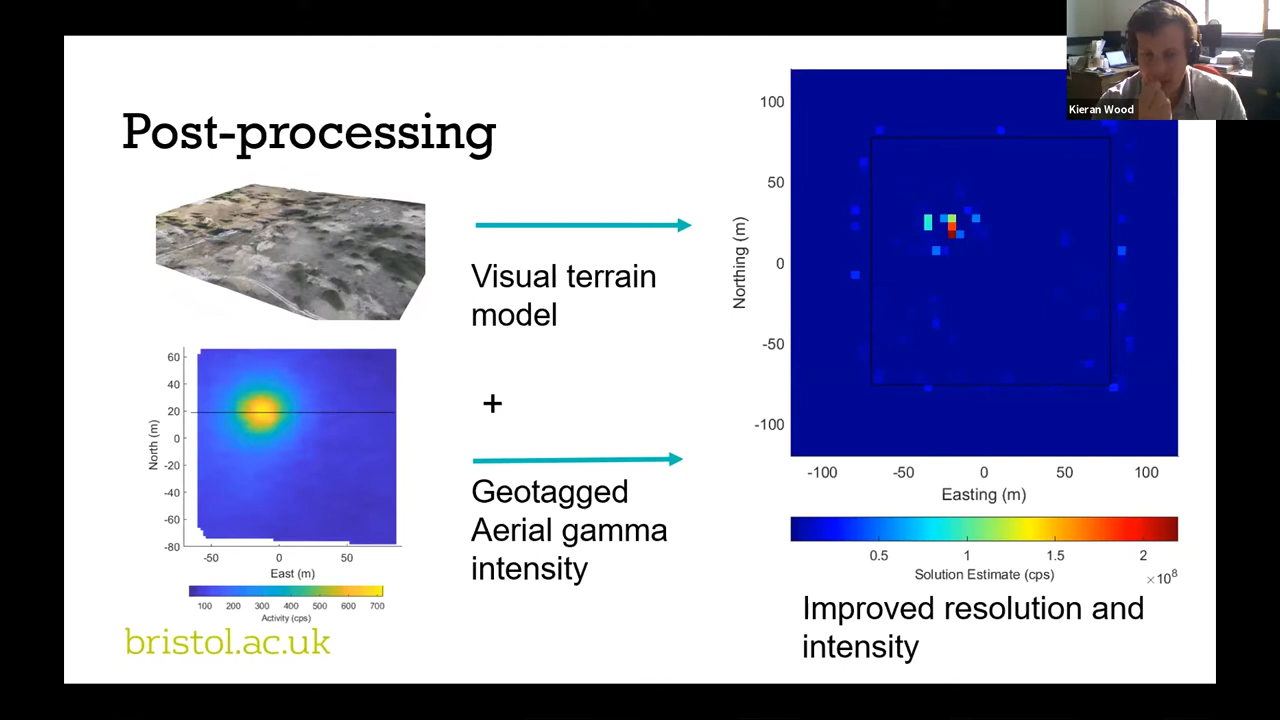 Kieran Wood
Post-processing
Visual terrain
model
+
Geotagged
Aerial gamma
intensity
60
40
20
0
-20
-40
-60
-80
North (m)
-50
0
50
East (m)
100
200
300
400
500
600
700
Activity (cps)
bristol.ac.uk
100
50
0
-50
-100
Northing (m)
-100
-50
0
50
100
Easting (m)
0.5
1
1.5
2
Solution Estimate (cps)
×10⁸
Improved resolution and
intensity